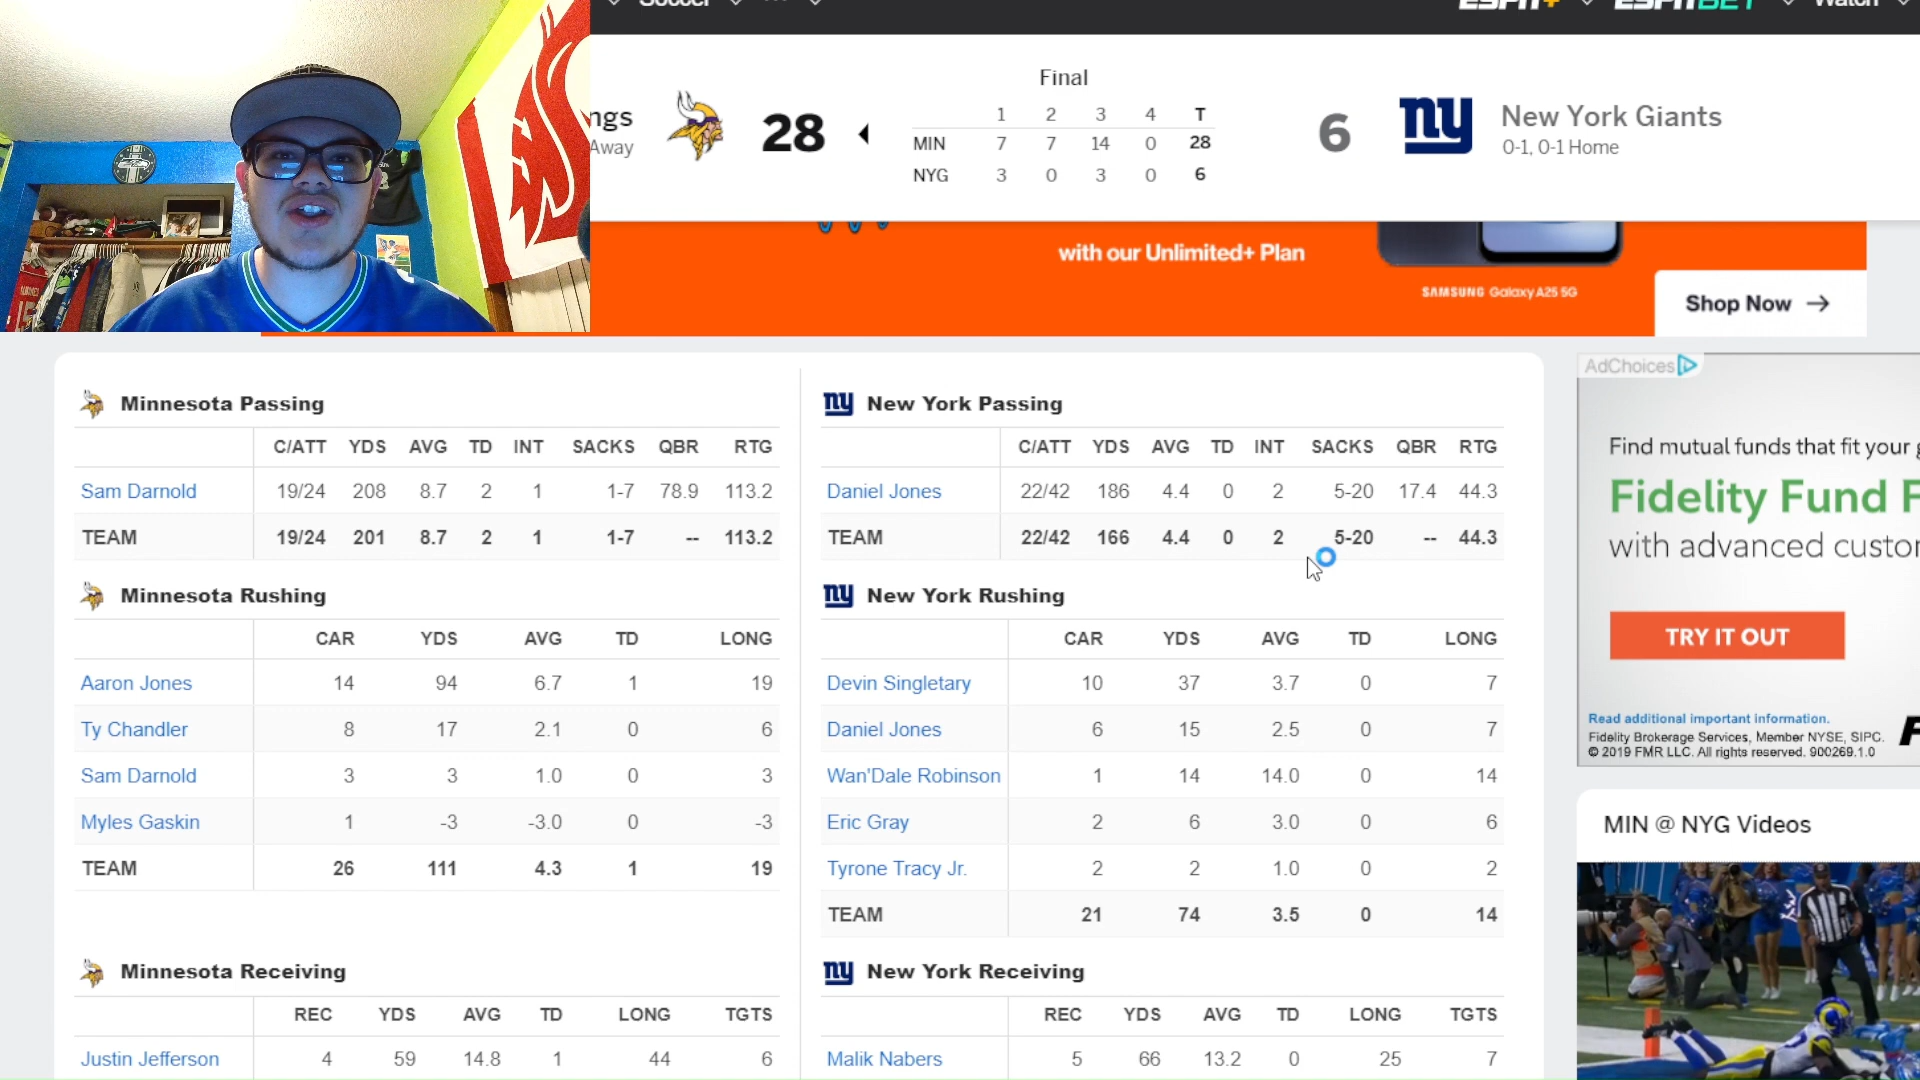 Soccer
ESPN+
ESPN BET
Watch
Final
ngs
Away
28
1 2 3 4 T
MIN 7 7 14 0 28
NYG 3 0 3 0 6
6
ny
New York Giants
0-1, 0-1 Home
with our Unlimited+ Plan
SAMSUNG Galaxy A25 5G
Shop Now →
AdChoices
Minnesota Passing
C/ATT YDS AVG TD INT SACKS QBR RTG
Sam Darnold 19/24 208 8.7 2 1 1-7 78.9 113.2
TEAM 19/24 201 8.7 2 1 1-7 -- 113.2
ny New York Passing
C/ATT YDS AVG TD INT SACKS QBR RTG
Daniel Jones 22/42 186 4.4 0 2 5-20 17.4 44.3
TEAM 22/42 166 4.4 0 2 5-20 -- 44.3
Minnesota Rushing
CAR YDS AVG TD LONG
Aaron Jones 14 94 6.7 1 19
Ty Chandler 8 17 2.1 0 6
Sam Darnold 3 3 1.0 0 3
Myles Gaskin 1 -3 -3.0 0 -3
TEAM 26 111 4.3 1 19
ny New York Rushing
CAR YDS AVG TD LONG
Devin Singletary 10 37 3.7 0 7
Daniel Jones 6 15 2.5 0 7
Wan'Dale Robinson 1 14 14.0 0 14
Eric Gray 2 6 3.0 0 6
Tyrone Tracy Jr. 2 2 1.0 0 2
TEAM 21 74 3.5 0 14
Minnesota Receiving
REC YDS AVG TD LONG TGTS
Justin Jefferson 4 59 14.8 1 44 6
ny New York Receiving
REC YDS AVG TD LONG TGTS
Malik Nabers 5 66 13.2 0 25 7
Find mutual funds that fit your g
Fidelity Fund F
with advanced custo
TRY IT OUT
Read additional important information.
Fidelity Brokerage Services, Member NYSE, SIPC.
© 2019 FMR LLC. All rights reserved. 900269.1.0
F
MIN @ NYG Videos